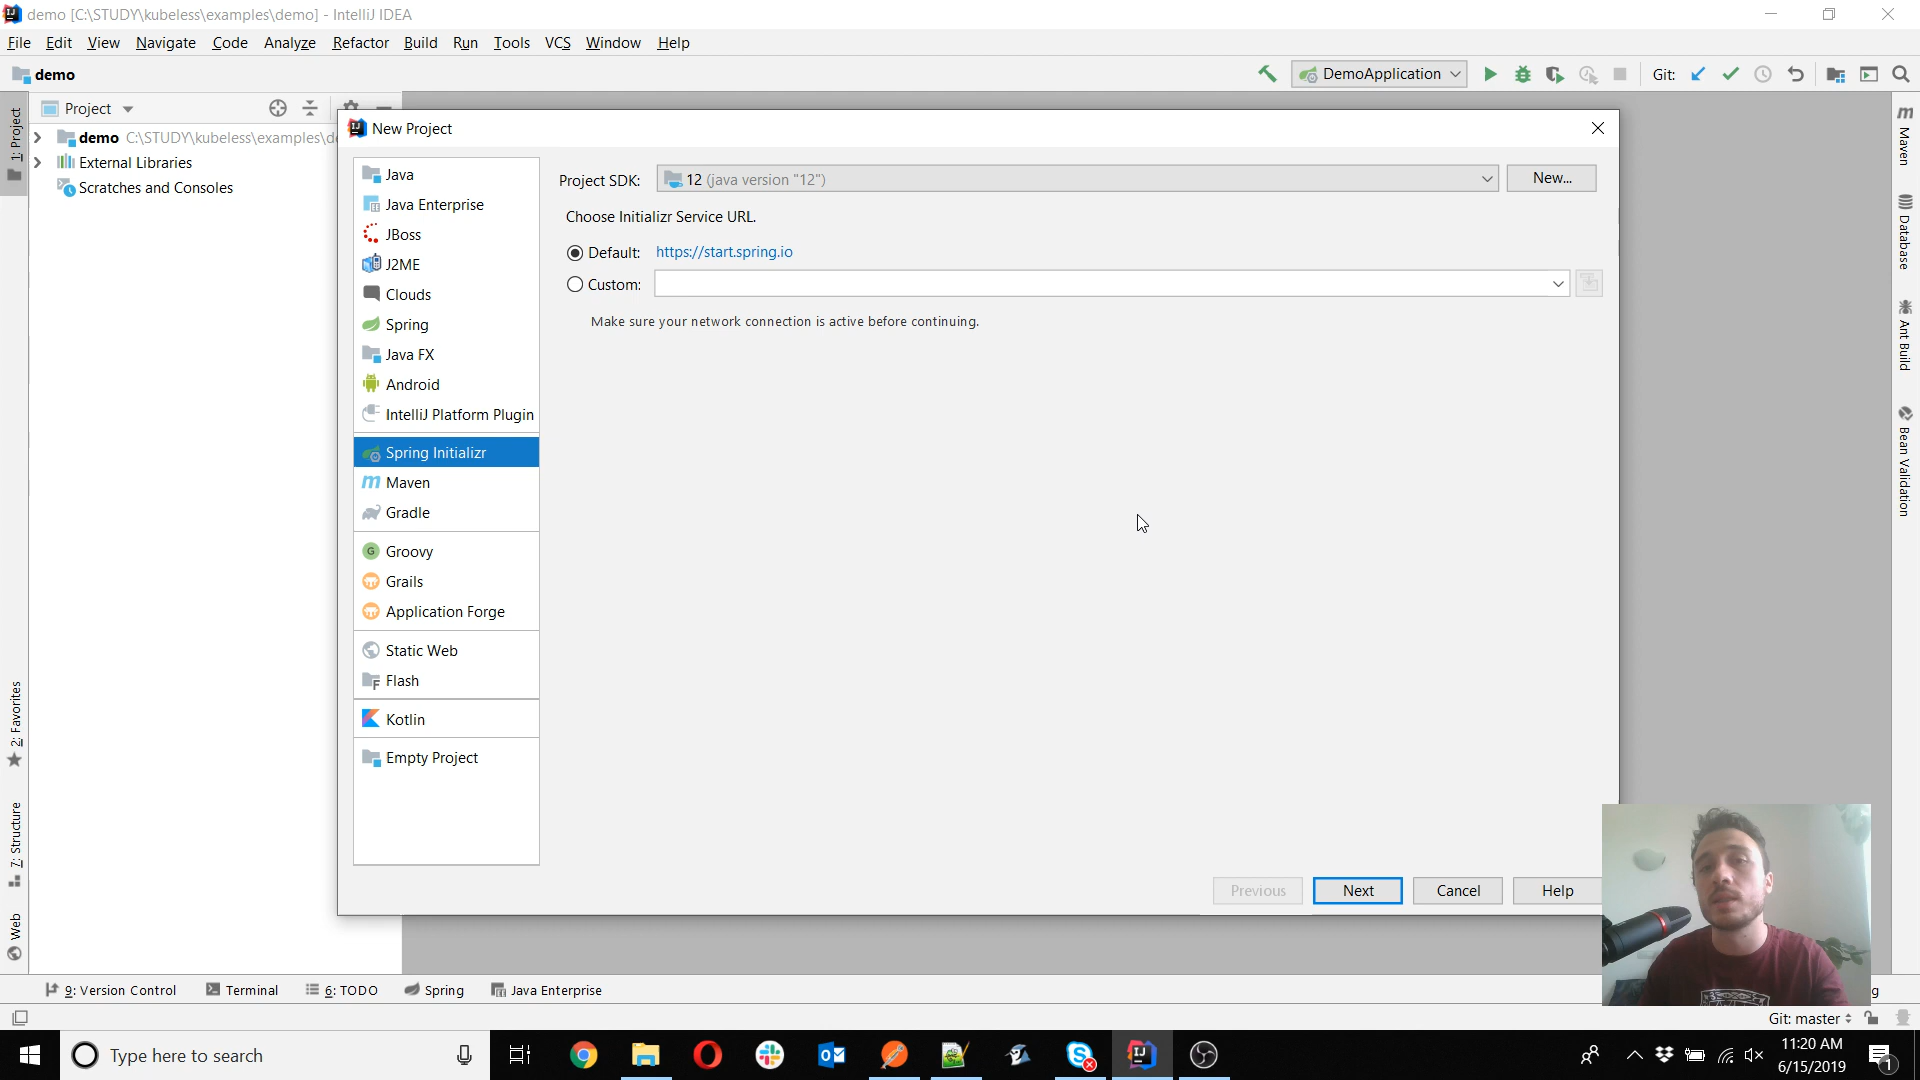 demo [C:\STUDY\kubeless\examples\demo] - IntelliJ IDEA
File Edit View Navigate Code Analyze Refactor Build Run Tools VCS Window Help
demo
DemoApplication
Git:
1: Project
Project
demo C:\STUDY\kubeless\examples\d
External Libraries
Scratches and Consoles
New Project
Java
Java Enterprise
JBoss
J2ME
Clouds
Spring
Java FX
Android
IntelliJ Platform Plugin
Spring Initializr
Maven
Gradle
Groovy
Grails
Application Forge
Static Web
Flash
Kotlin
Empty Project
Project SDK: 12 (java version "12") New...
Choose Initializr Service URL.
Default: https://start.spring.io
Custom:
Make sure your network connection is active before continuing.
Previous Next Cancel Help
Maven
Database
Ant Build
Bean Validation
2: Favorites
7: Structure
Web
9: Version Control Terminal 6: TODO Spring Java Enterprise
Git: master
Type here to search
11:20 AM
6/15/2019
1